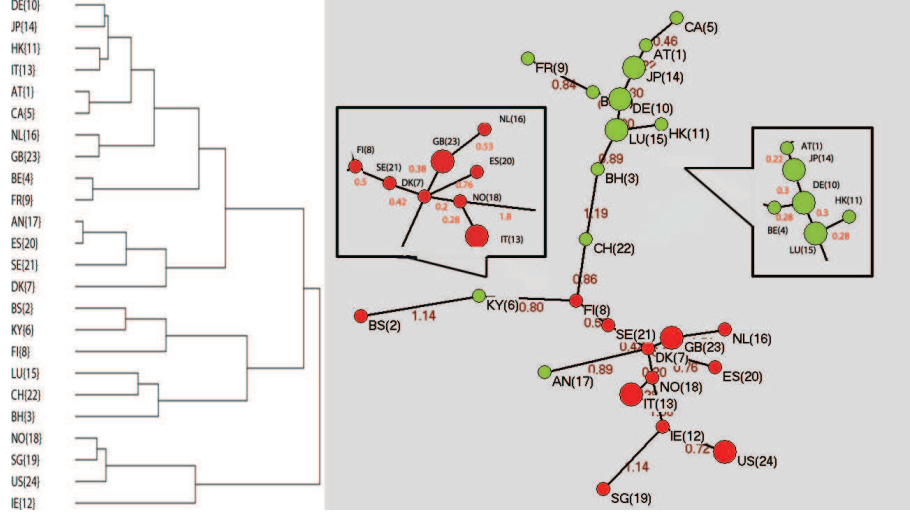 DE{10}
JP{14}
HK{11}
IT{13}
AT{1}
CA{5}
NL{16}
GB{23}
BE{4}
FR{9}
AN{17}
ES{20}
SE{21}
DK{7}
BS{2}
KY{6}
FI{8}
LU{15}
CH{22}
BH{3}
NO{18}
SG{19}
US{24}
IE{12}
CA(5)
0.46
AT(1)
FR(9)
JP(14)
0.84
DE(10)
LU(15)
HK(11)
0.89
BH(3)
1.19
CH(22)
0.86
KY(6)
0.80
FI(8)
BS(2)
1.14
SE(21)
NL(16)
GB(23)
DK(7)
0.76
ES(20)
0.89
AN(17)
NO(18)
IT(13)
IE(12)
0.72
US(24)
1.14
SG(19)
NL(16)
GB(23)
0.53
FI(8)
SE(21)
0.38
ES(20)
0.5
DK(7)
0.76
NO(18)
0.42
0.2
0.28
1.8
IT(13)
AT(1)
0.22
JP(14)
0.3
DE(10)
HK(11)
0.28
0.3
BE(4)
0.28
LU(15)